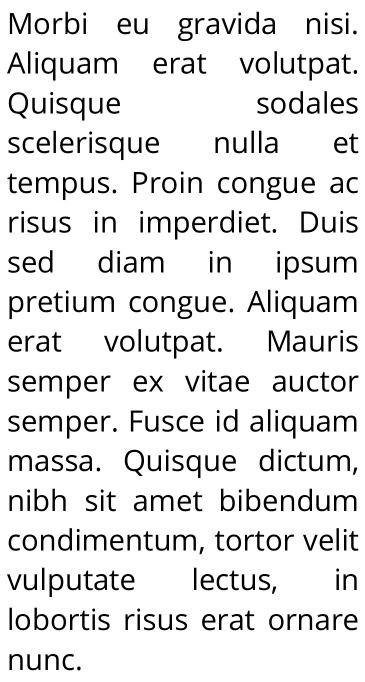 Morbi eu gravida nisi.
Aliquam erat volutpat.
Quisque sodales
scelerisque nulla et
tempus. Proin congue ac
risus in imperdiet. Duis
sed diam in ipsum
pretium congue. Aliquam
erat volutpat. Mauris
semper ex vitae auctor
semper. Fusce id aliquam
massa. Quisque dictum,
nibh sit amet bibendum
condimentum, tortor velit
vulputate lectus, in
lobortis risus erat ornare
nunc.